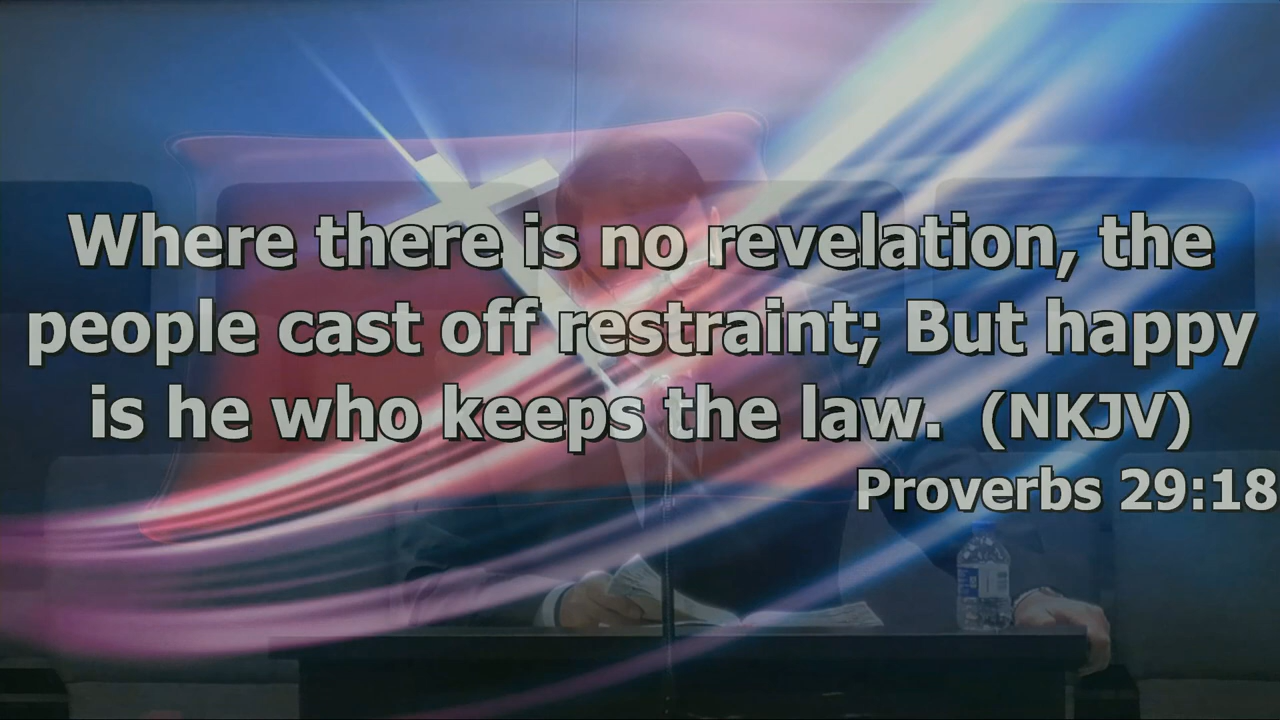 Where there is no revelation, the
people cast off restraint; But happy
is he who keeps the law. (NKJV)
Proverbs 29:18